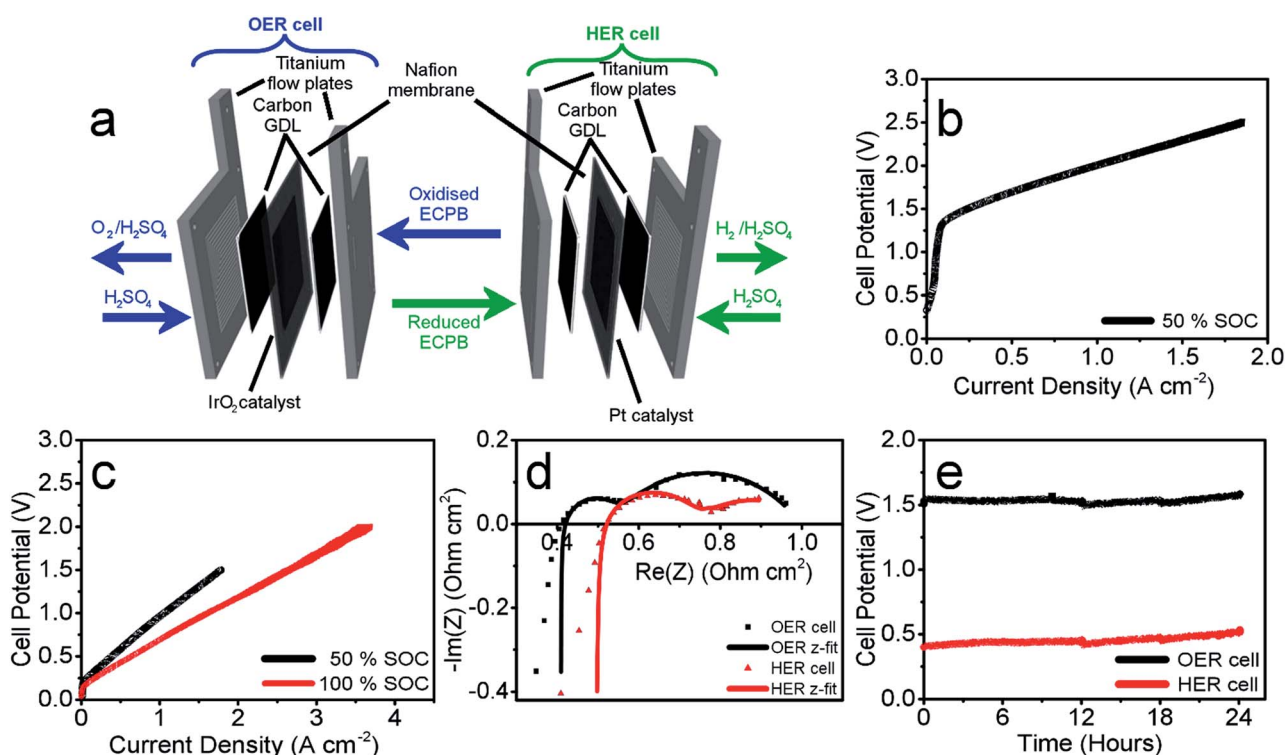 a
OER cell
HER cell
Titanium
flow plates
Nafion
membrane
Titanium
flow plates
Carbon
GDL
Carbon
GDL
Oxidised
ECPB
Reduced
ECPB
O₂/H₂SO₄
H₂SO₄
H₂/H₂SO₄
H₂SO₄
IrO₂ catalyst
Pt catalyst
b
Cell Potential (V)
3.0
2.5
2.0
1.5
1.0
0.5
0.0
50 % SOC
0.0 0.5 1.0 1.5 2.0
Current Density (A cm⁻²)
c
Cell Potential (V)
3.0
2.5
2.0
1.5
1.0
0.5
0.0
50 % SOC
100 % SOC
0 1 2 3 4
Current Density (A cm⁻²)
d
-Im(Z) (Ohm cm²)
0.2
0.0
-0.2
-0.4
0.4 0.6 0.8 1.0
Re(Z) (Ohm cm²)
OER cell
OER z-fit
HER cell
HER z-fit
e
Cell Potential (V)
2.0
1.5
1.0
0.5
0.0
OER cell
HER cell
0 6 12 18 24
Time (Hours)